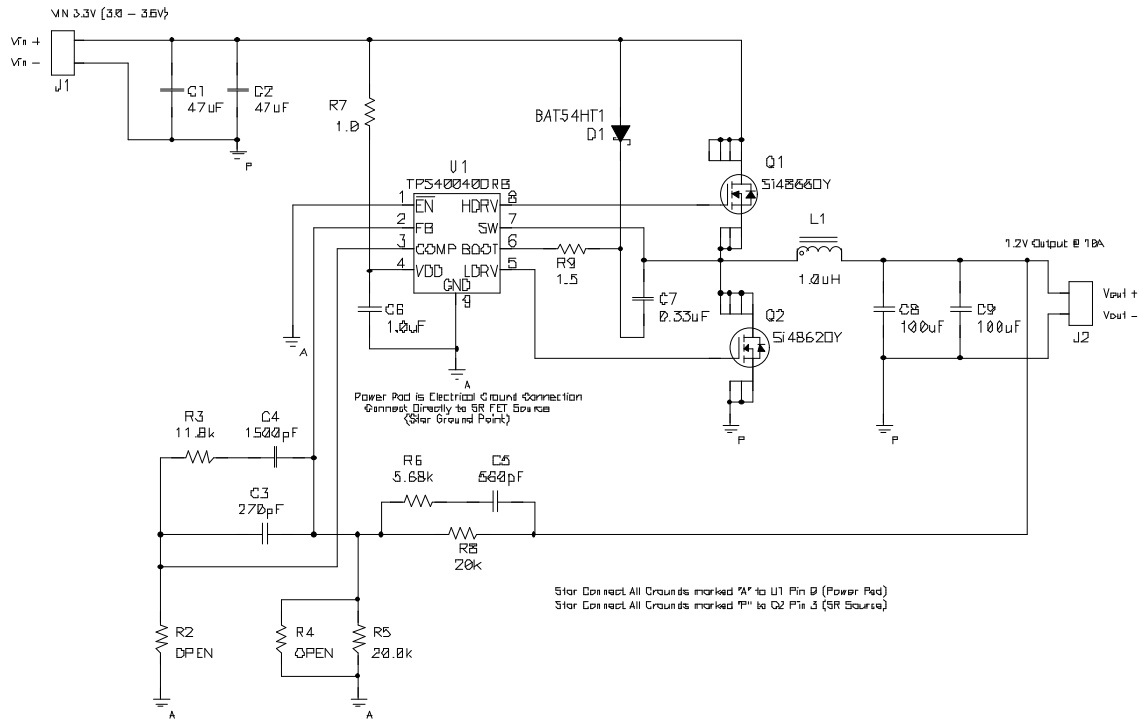 VIN 3.3V (3.0 - 3.6V)
Vin +
Vin -
J1
C1
47uF
C2
47uF
P
R7
1.0
BAT54HT1
D1
Q1
Si4866DY
U1
TPS40040DRB
1
2
3
4
EN
FB
COMP
VDD
GND
9
HDRV
SW
BOOT
LDRV
8
7
6
5
R9
1.5
L1
1.0uH
1.2V Output @ 10A
C6
1.0uF
C7
0.33uF
Q2
Si4862DY
C8
100uF
C9
100uF
Vout +
Vout -
J2
A
A
P
P
Power Pad is Electrical Ground Connection
Connect Directly to SR FET Source
(Star Ground Point)
R3
11.8k
C4
1500pF
C3
270pF
R6
5.68k
C5
560pF
R8
20k
Star Connect All Grounds marked "A" to U1 Pin 9 (Power Pad)
Star Connect All Grounds marked "P" to Q2 Pin 3 (SR Source)
R2
OPEN
R4
OPEN
R5
20.0k
A
A